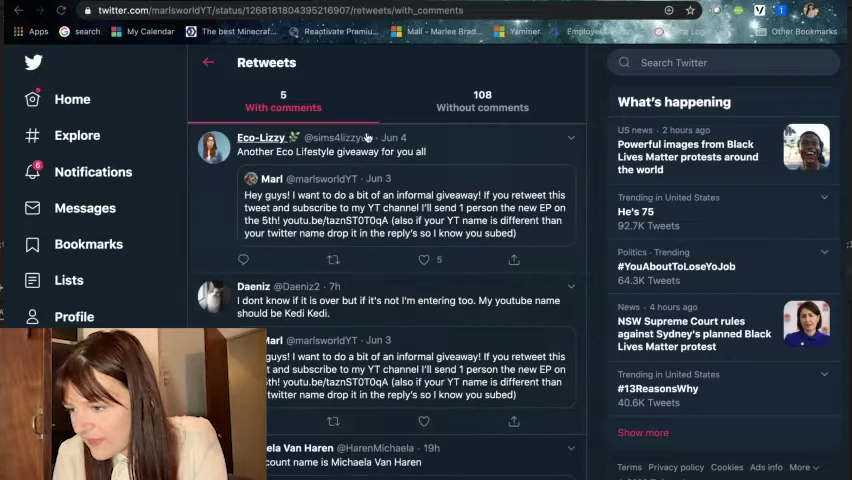 twitter.com/marlsworldYT/status/1268181804395216907/retweets/with_comments
Apps
search
My Calendar
The best Minecraf...
Reactivate Premiu...
Mail - Marlee Brad...
Yammer
Other Bookmarks
Home
Explore
6
Notifications
Messages
Bookmarks
Lists
Profile
Retweets
5
With comments
108
Without comments
Eco-Lizzy @sims4lizzyu · Jun 4
Another Eco Lifestyle giveaway for you all
Marl @marlsworldYT · Jun 3
Hey guys! I want to do a bit of an informal giveaway! If you retweet this
tweet and subscribe to my YT channel I'll send 1 person the new EP on
the 5th! youtu.be/taznST0T0qA (also if your YT name is different than
your twitter name drop it in the reply's so I know you subed)
5
Daeniz @Daeniz2 · 7h
I dont know if it is over but if it's not I'm entering too. My youtube name
should be Kedi Kedi.
Marl @marlsworldYT · Jun 3
guys! I want to do a bit of an informal giveaway! If you retweet this
t and subscribe to my YT channel I'll send 1 person the new EP on
5th! youtu.be/taznST0T0qA (also if your YT name is different than
twitter name drop it in the reply's so I know you subed)
ela Van Haren @HarenMichaela · 19h
count name is Michaela Van Haren
Search Twitter
What's happening
US news · 2 hours ago
Powerful images from Black
Lives Matter protests around
the world
Trending in United States
He's 75
92.7K Tweets
Politics · Trending
#YouAboutToLoseYoJob
64.3K Tweets
News · 4 hours ago
NSW Supreme Court rules
against Sydney's planned Black
Lives Matter protest
Trending in United States
#13ReasonsWhy
40.6K Tweets
Show more
Terms Privacy policy Cookies Ads info More